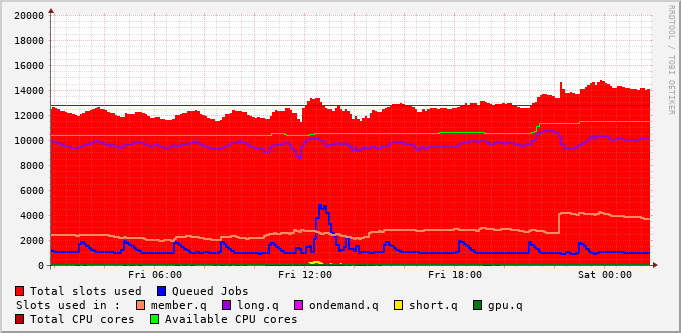 RRDTOOL / TOBI OETIKER
20000
18000
16000
14000
12000
10000
8000
6000
4000
2000
0
Fri 06:00 Fri 12:00 Fri 18:00 Sat 00:00
Total slots used Queued Jobs
Slots used in : member.q long.q ondemand.q short.q gpu.q
Total CPU cores Available CPU cores